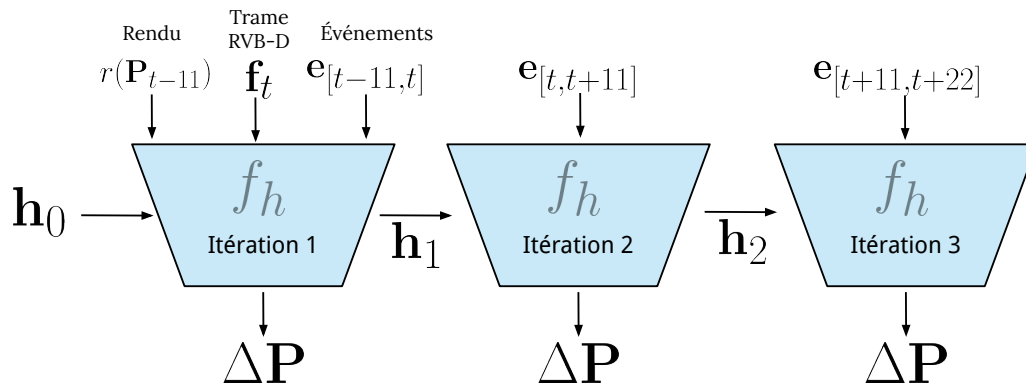 Rendu
Trame
RVB-D
Événements
r(P_{t−11})
f_t
e_{[t−11,t]}
e_{[t,t+11]}
e_{[t+11,t+22]}
h_0
f_h
Itération 1
h_1
f_h
Itération 2
h_2
f_h
Itération 3
ΔP
ΔP
ΔP